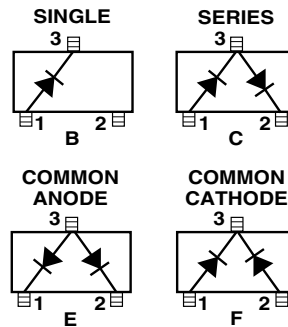 SINGLE
3
1 2
B
SERIES
3
1 2
C
COMMON
ANODE
3
1 2
E
COMMON
CATHODE
3
1 2
F